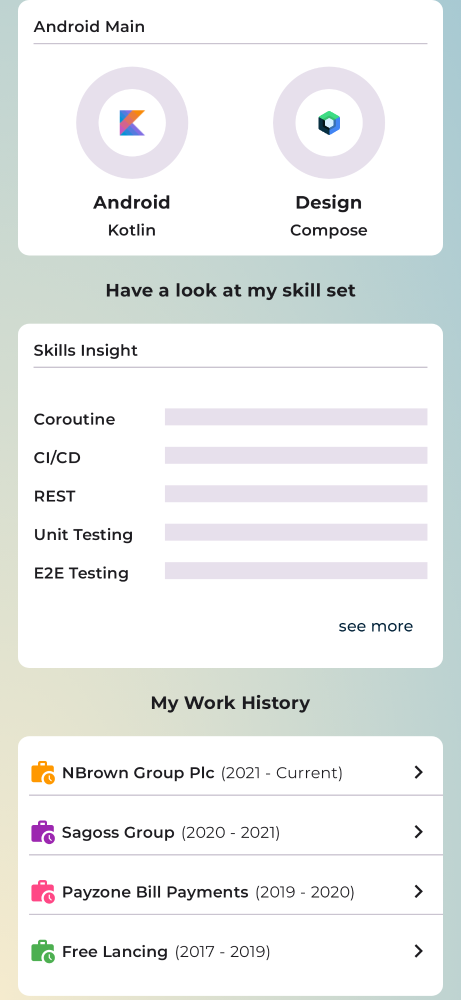 Android Main
Android
Design
Kotlin
Compose
Have a look at my skill set
Skills Insight
Coroutine
CI/CD
REST
Unit Testing
E2E Testing
see more
My Work History
NBrown Group Plc (2021 - Current)
Sagoss Group (2020 - 2021)
Payzone Bill Payments (2019 - 2020)
Free Lancing (2017 - 2019)